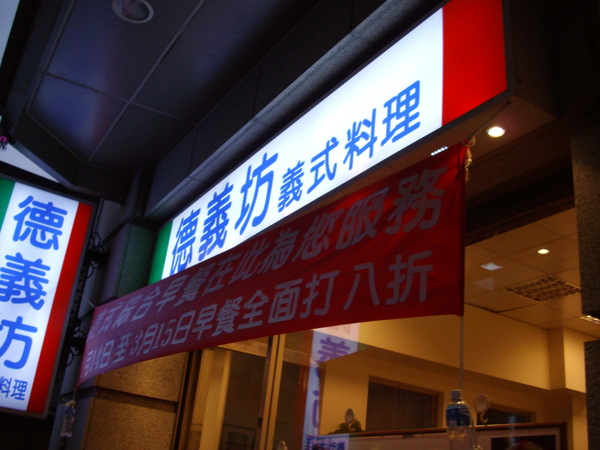 德義坊 義式料理
德義坊
料理
早餐在此為您服務
日至3月15日早餐全面打八折